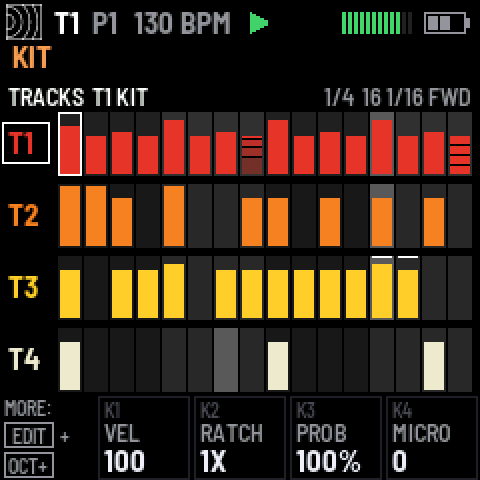 T1 P1 130 BPM
KIT
TRACKS T1 KIT 1/4 16 1/16 FWD
T1
T2
T3
T4
MORE: K1 K2 K3 K4
EDIT + VEL RATCH PROB MICRO
OCT+ 100 1X 100% 0